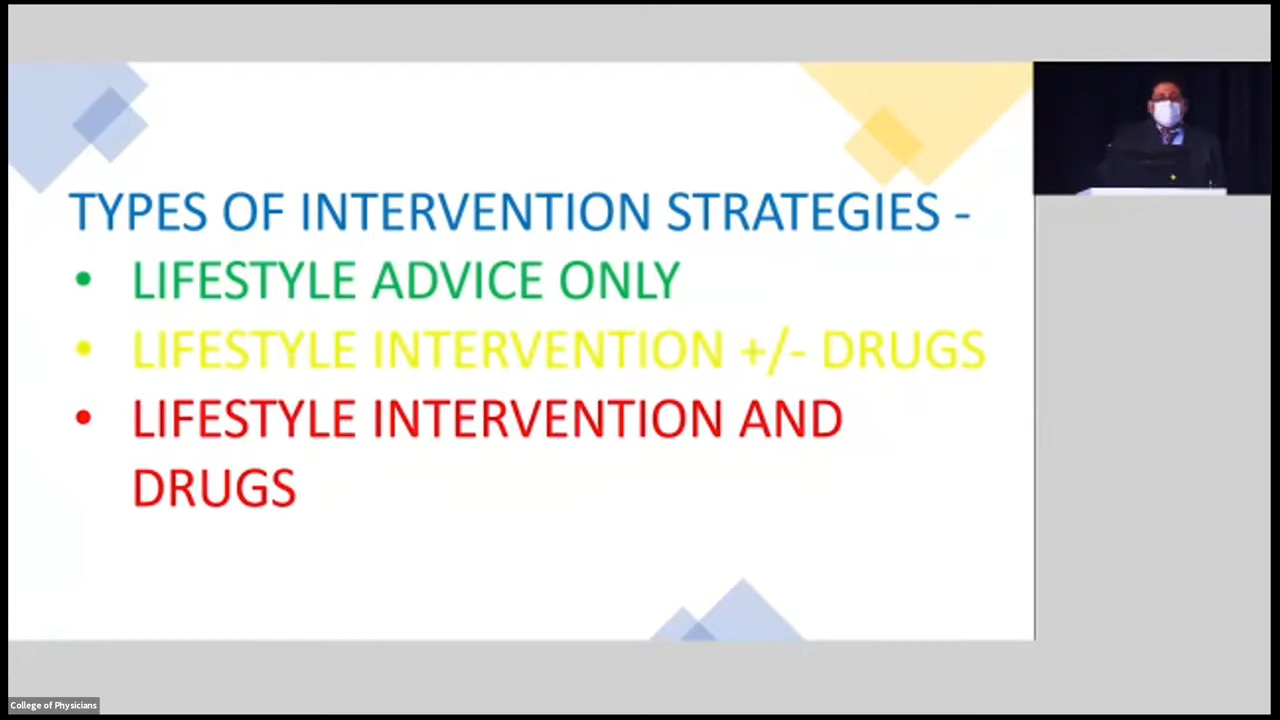 TYPES OF INTERVENTION STRATEGIES -
• LIFESTYLE ADVICE ONLY
• LIFESTYLE INTERVENTION +/- DRUGS
• LIFESTYLE INTERVENTION AND
DRUGS
College of Physicians